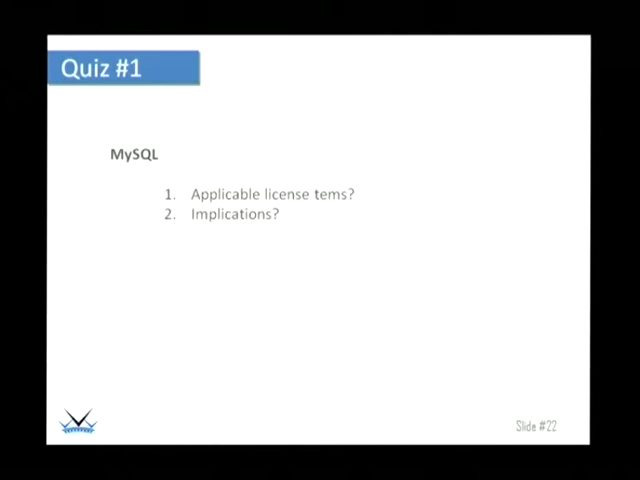 Quiz #1
MySQL
1. Applicable license tems?
2. Implications?
Slide #22